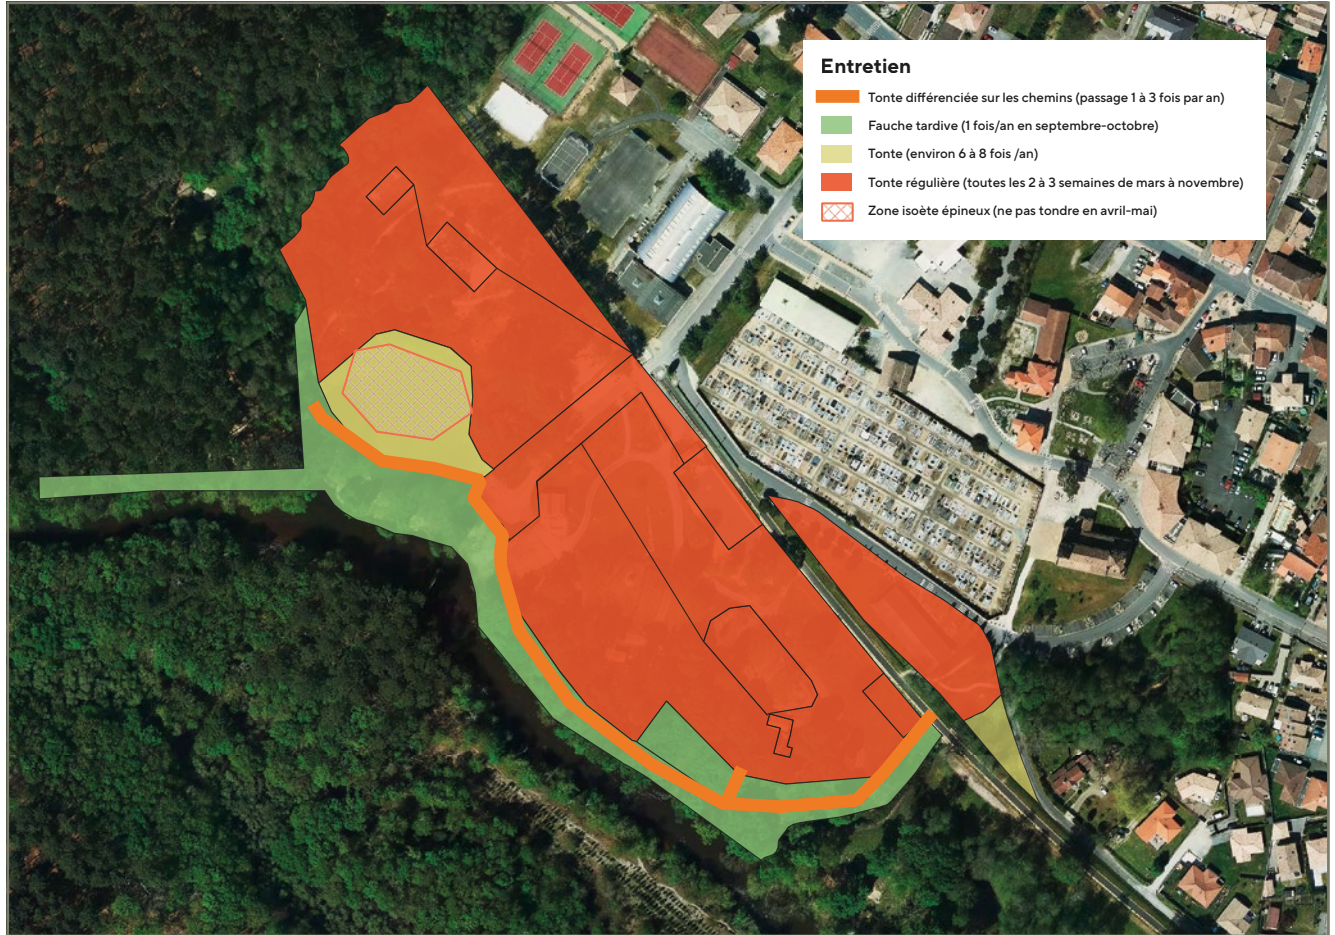 Entretien
Tonte différenciée sur les chemins (passage 1 à 3 fois par an)
Fauche tardive (1 fois/an en septembre-octobre)
Tonte (environ 6 à 8 fois /an)
Tonte régulière (toutes les 2 à 3 semaines de mars à novembre)
Zone isoète épineux (ne pas tondre en avril-mai)